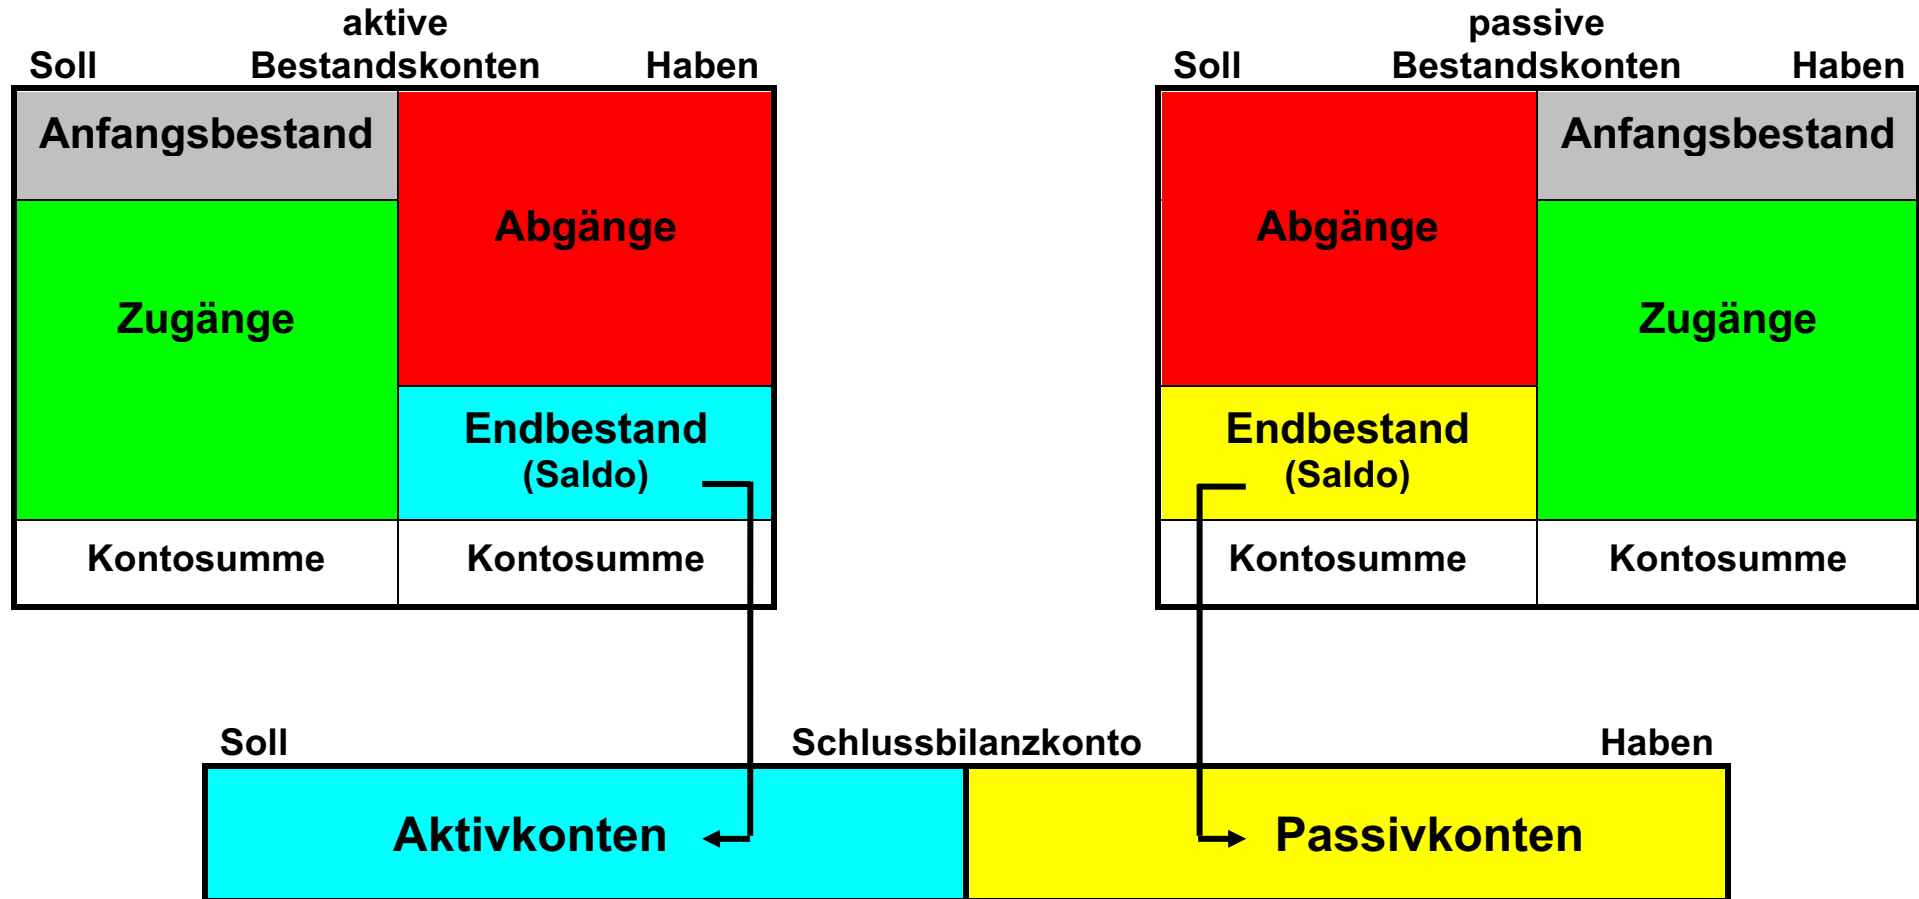 aktive
Soll Bestandskonten Haben
Anfangsbestand
Abgänge
Zugänge
Endbestand
(Saldo)
Kontosumme Kontosumme
passive
Soll Bestandskonten Haben
Anfangsbestand
Abgänge
Zugänge
Endbestand
(Saldo)
Kontosumme Kontosumme
Soll Schlussbilanzkonto Haben
Aktivkonten Passivkonten